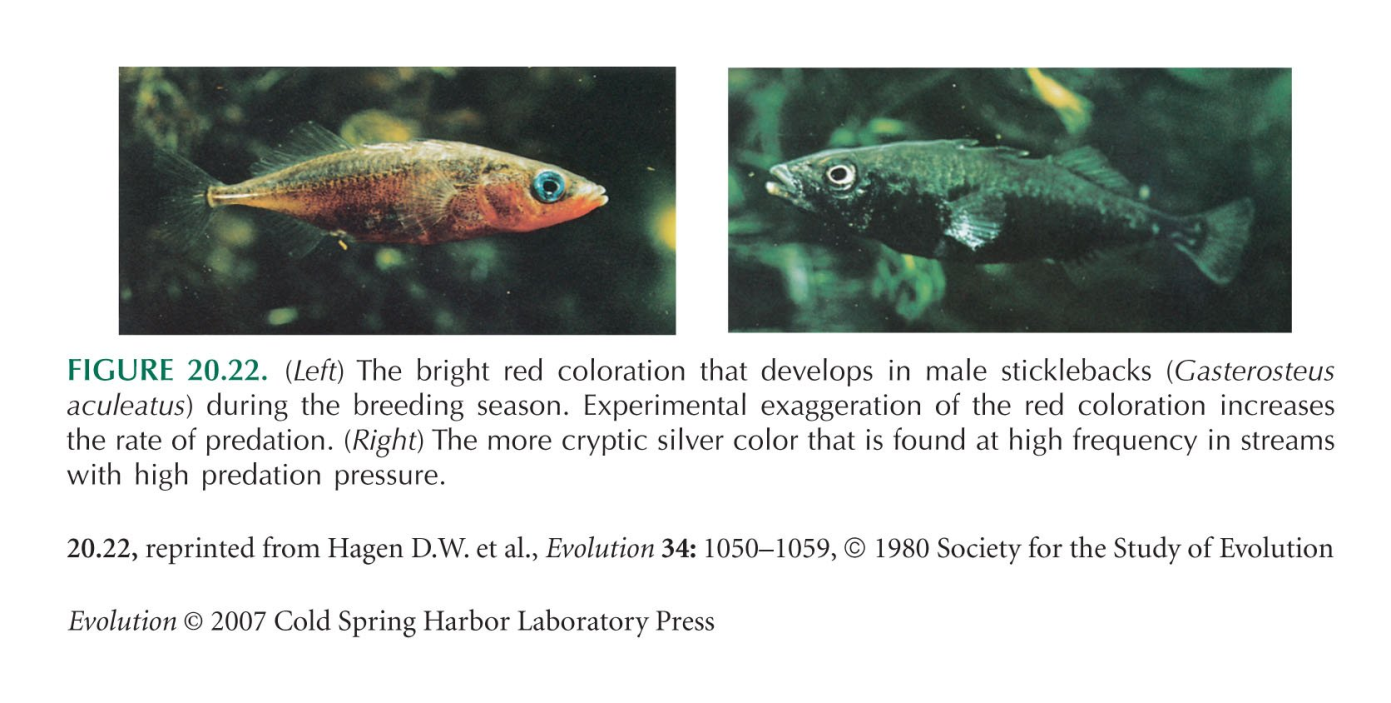 FIGURE 20.22. (Left) The bright red coloration that develops in male sticklebacks (Gasterosteus
aculeatus) during the breeding season. Experimental exaggeration of the red coloration increases
the rate of predation. (Right) The more cryptic silver color that is found at high frequency in streams
with high predation pressure.
20.22, reprinted from Hagen D.W. et al., Evolution 34: 1050–1059, © 1980 Society for the Study of Evolution
Evolution © 2007 Cold Spring Harbor Laboratory Press